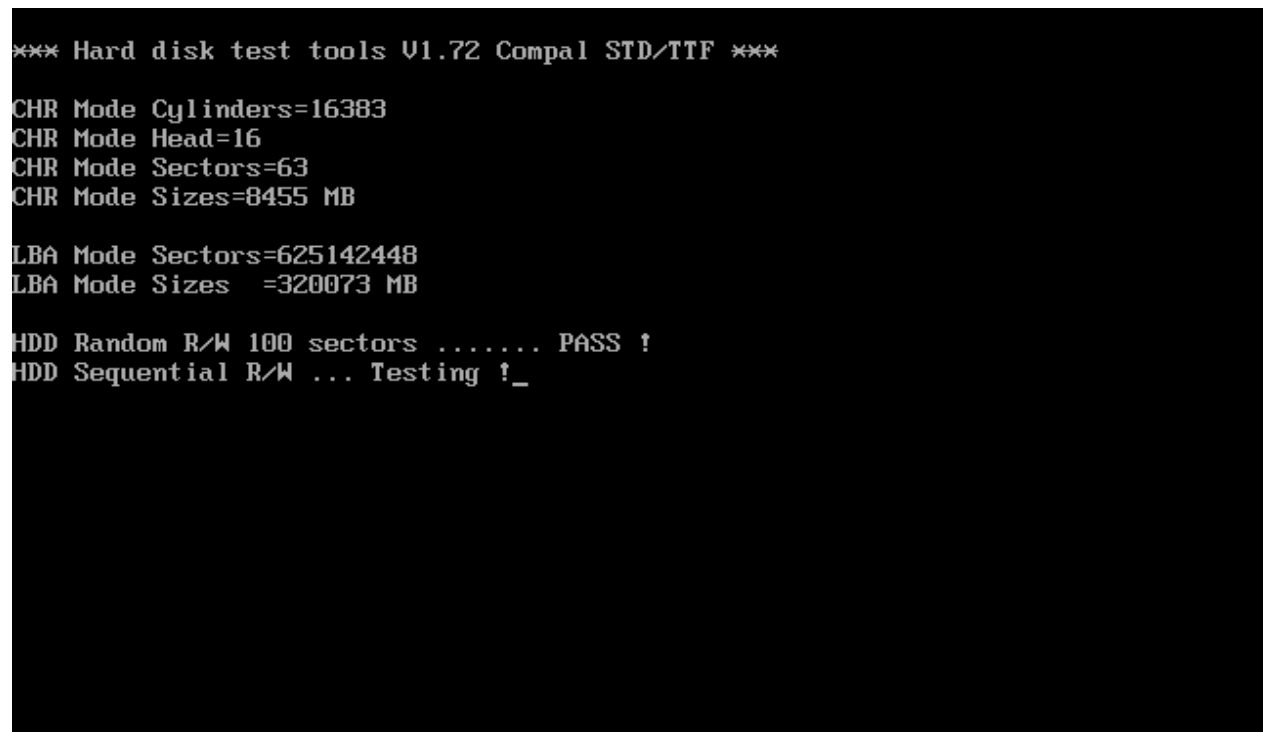 *** Hard disk test tools V1.72 Compal STD/TTF ***
CHR Mode Cylinders=16383
CHR Mode Head=16
CHR Mode Sectors=63
CHR Mode Sizes=8455 MB
LBA Mode Sectors=625142448
LBA Mode Sizes  =320073 MB
HDD Random R/W 100 sectors ....... PASS !
HDD Sequential R/W ... Testing !_